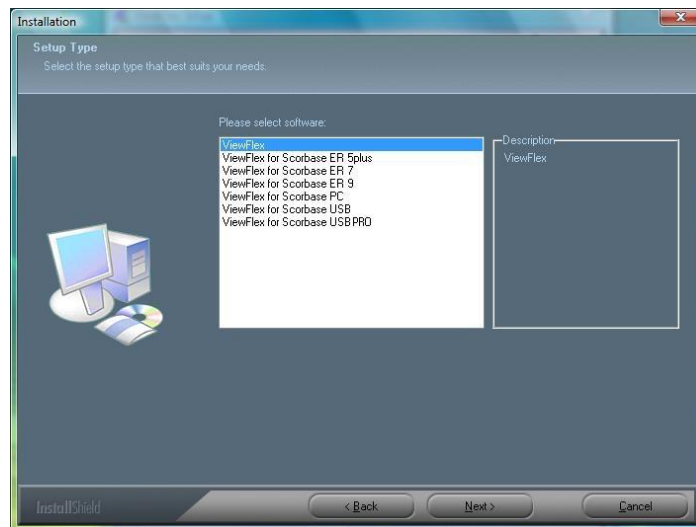 Installation
Setup Type
Select the setup type that best suits your needs.
Please select software:
ViewFlex
ViewFlex for Scorbase ER 5plus
ViewFlex for Scorbase ER 7
ViewFlex for Scorbase ER 9
ViewFlex for Scorbase PC
ViewFlex for Scorbase USB
ViewFlex for Scorbase USB PRO
Description
ViewFlex
InstallShield
< Back
Next >
Cancel